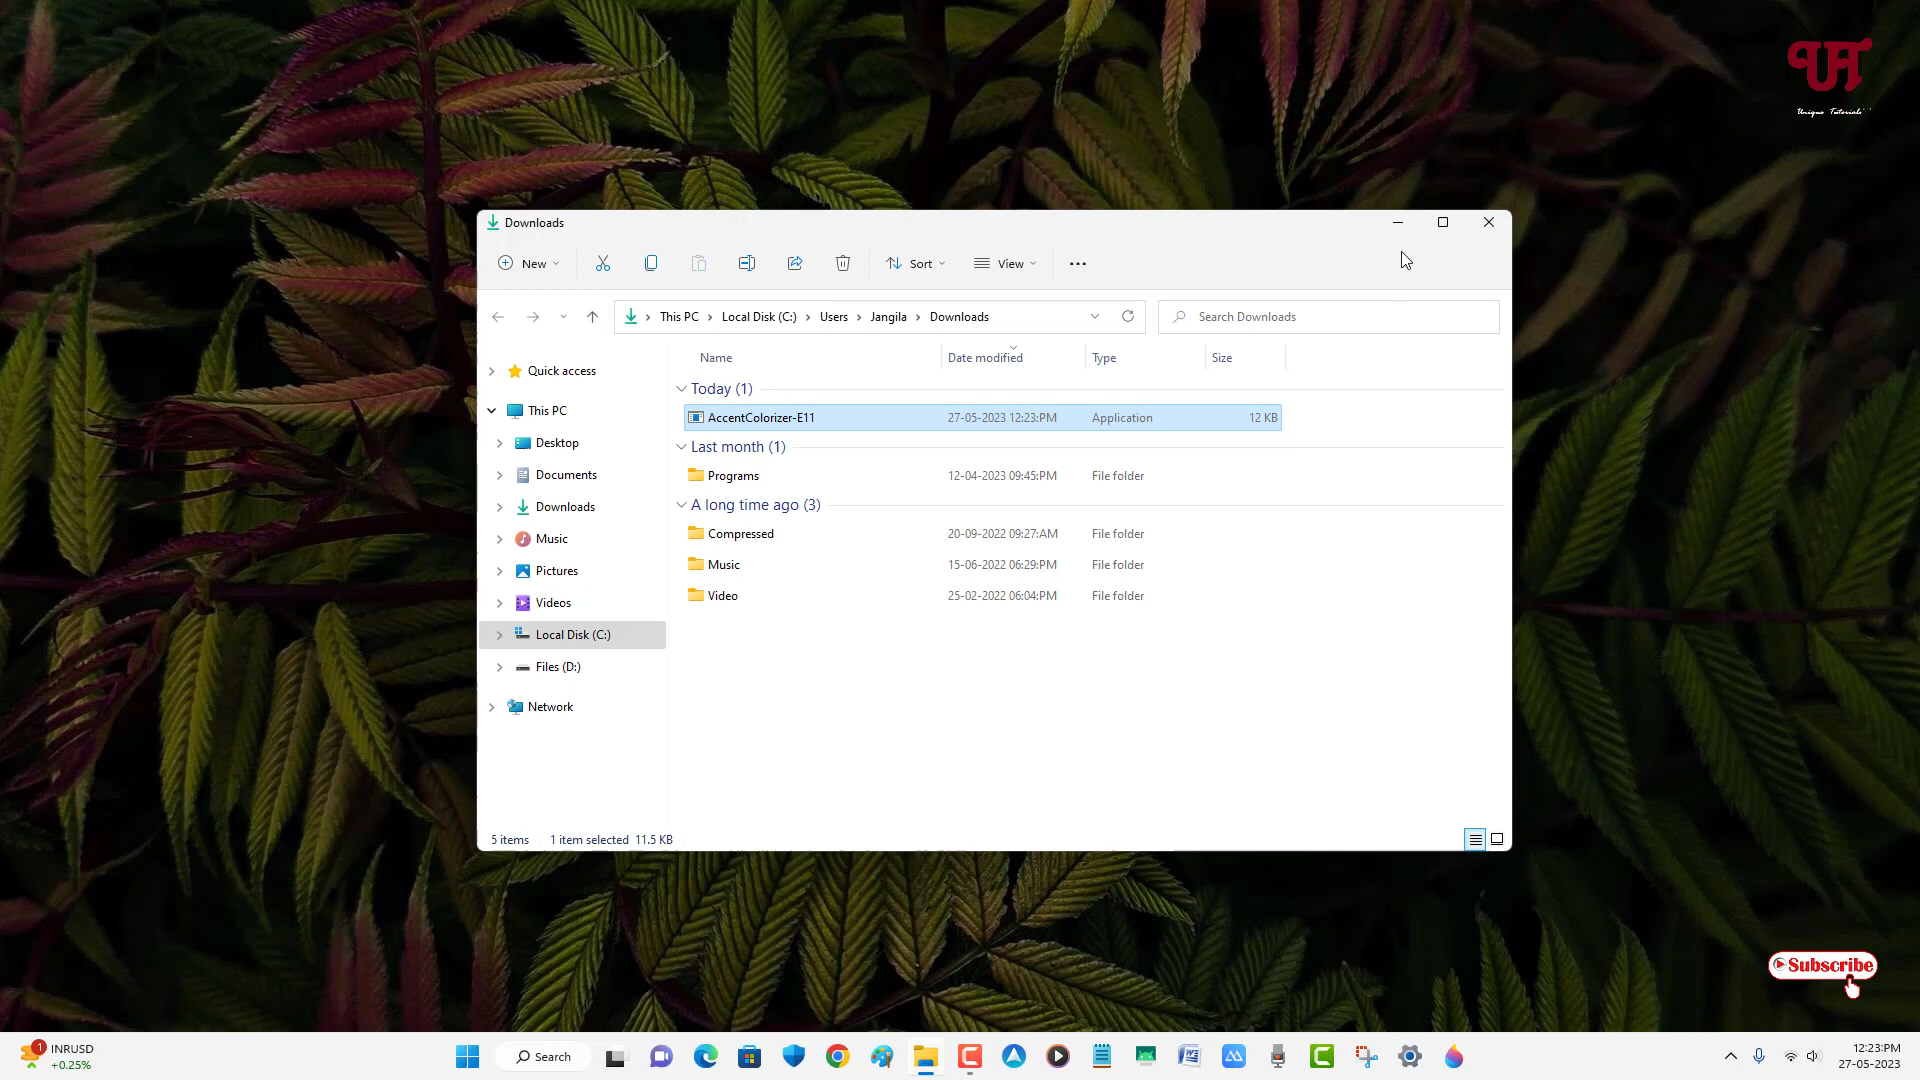 UT
Unique Tutorials
Downloads
New
Sort
View
This PC
Local Disk (C:)
Users
Jangila
Downloads
Search Downloads
Name
Date modified
Type
Size
Quick access
This PC
Desktop
Documents
Downloads
Music
Pictures
Videos
Local Disk (C:)
Files (D:)
Network
Today (1)
AccentColorizer-E11 27-05-2023 12:23:PM Application 12 KB
Last month (1)
Programs 12-04-2023 09:45:PM File folder
A long time ago (3)
Compressed 20-09-2022 09:27:AM File folder
Music 15-06-2022 06:29:PM File folder
Video 25-02-2022 06:04:PM File folder
5 items 1 item selected 11.5 KB
Subscribe
1
INRUSD
+0.25%
Search
12:23:PM
27-05-2023